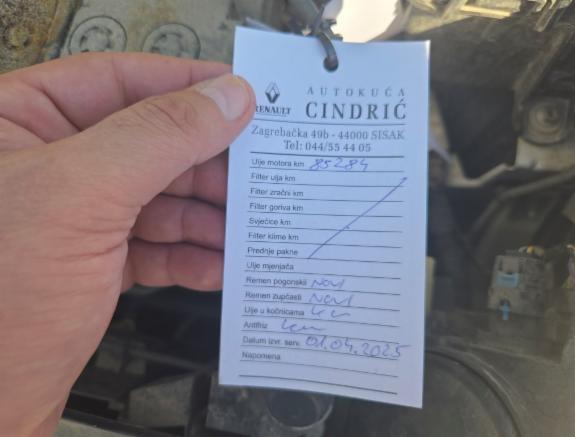 AUTOKUĆA
RENAULT CINDRIĆ
Zagrebačka 49b - 44000 SISAK
Tel: 044/55 44 05
Ulje motora km 85284
Filter ulja km
Filter zračni km
Filter goriva km
Svječice km
Filter klime km
Prednje pakne
Ulje mjenjača
Remen pogonski NOVI
Remen zupčasti NOVI
Ulje u kočnicama
Antifriz
Datum izvr. serv. 01.04.2025
Napomena